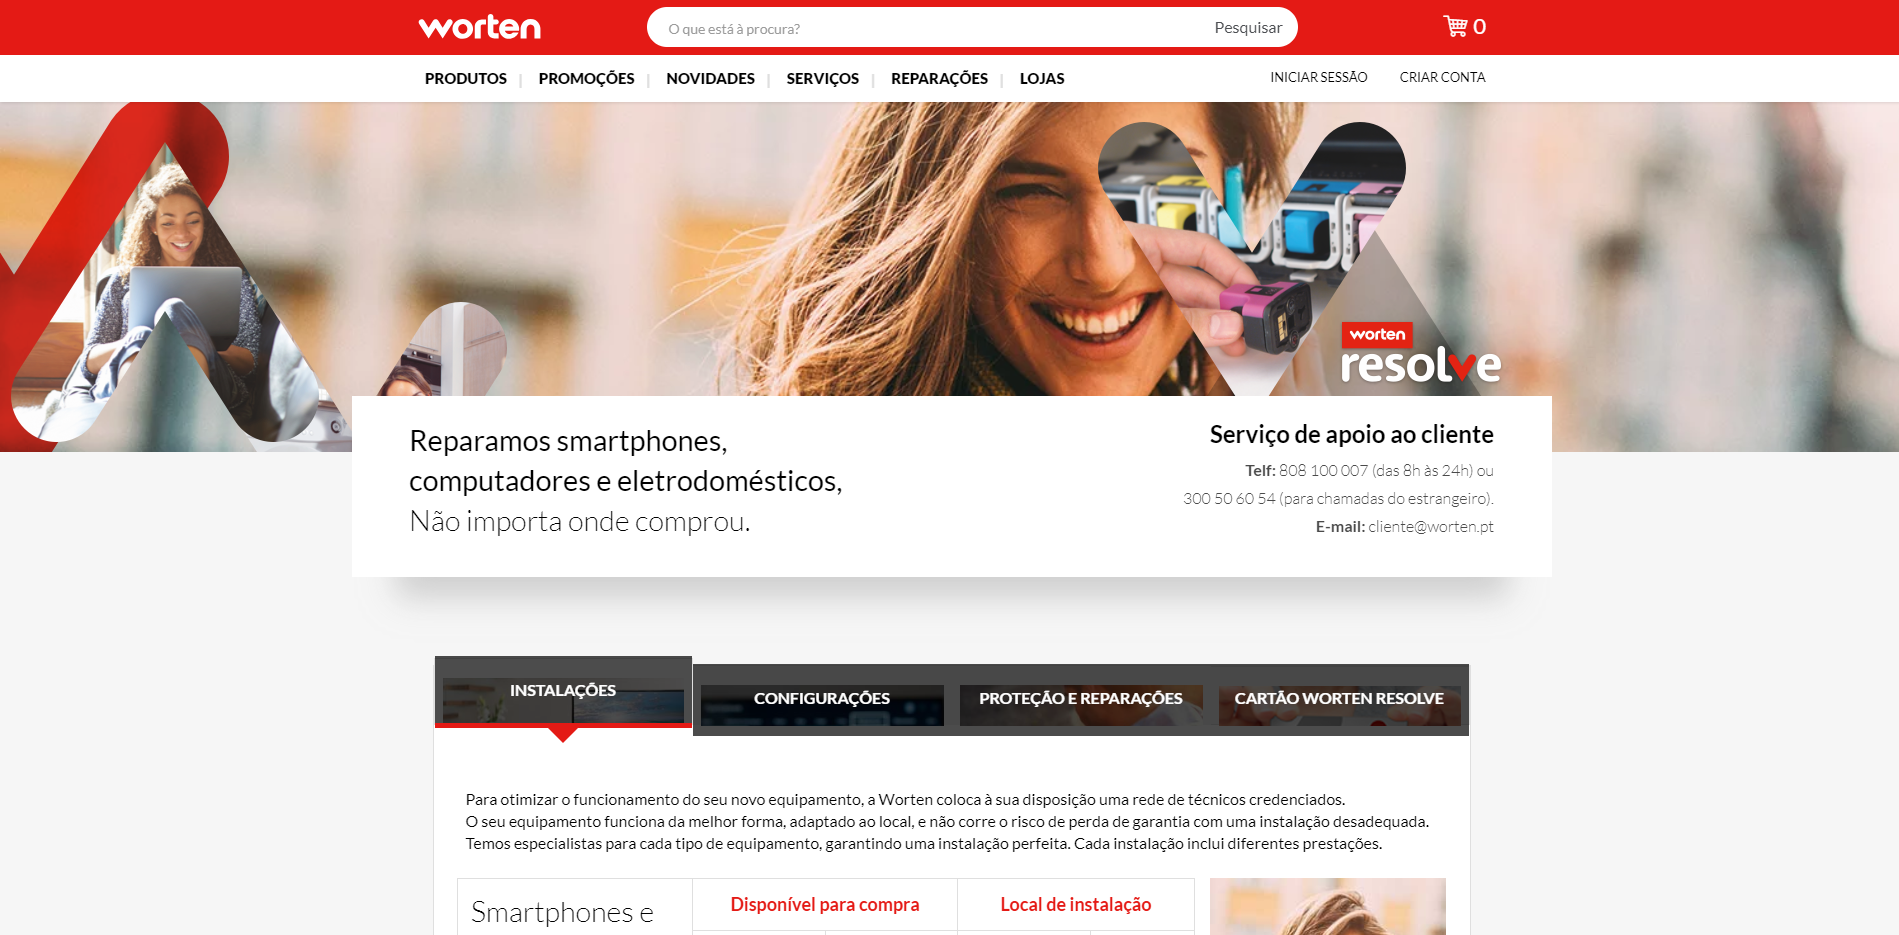 worten
O que está à procura?
Pesquisar
0
PRODUTOS | PROMOÇÕES | NOVIDADES | SERVIÇOS | REPARAÇÕES | LOJAS
INICIAR SESSÃO
CRIAR CONTA
worten
resolve
Reparamos smartphones,
computadores e eletrodomésticos,
Não importa onde comprou.
Serviço de apoio ao cliente
Telf: 808 100 007 (das 8h às 24h) ou
300 50 60 54 (para chamadas do estrangeiro).
E-mail: cliente@worten.pt
INSTALAÇÕES
CONFIGURAÇÕES
PROTEÇÃO E REPARAÇÕES
CARTÃO WORTEN RESOLVE
Para otimizar o funcionamento do seu novo equipamento, a Worten coloca à sua disposição uma rede de técnicos credenciados.
O seu equipamento funciona da melhor forma, adaptado ao local, e não corre o risco de perda de garantia com uma instalação desadequada.
Temos especialistas para cada tipo de equipamento, garantindo uma instalação perfeita. Cada instalação inclui diferentes prestações.
Smartphones e
Disponível para compra
Local de instalação